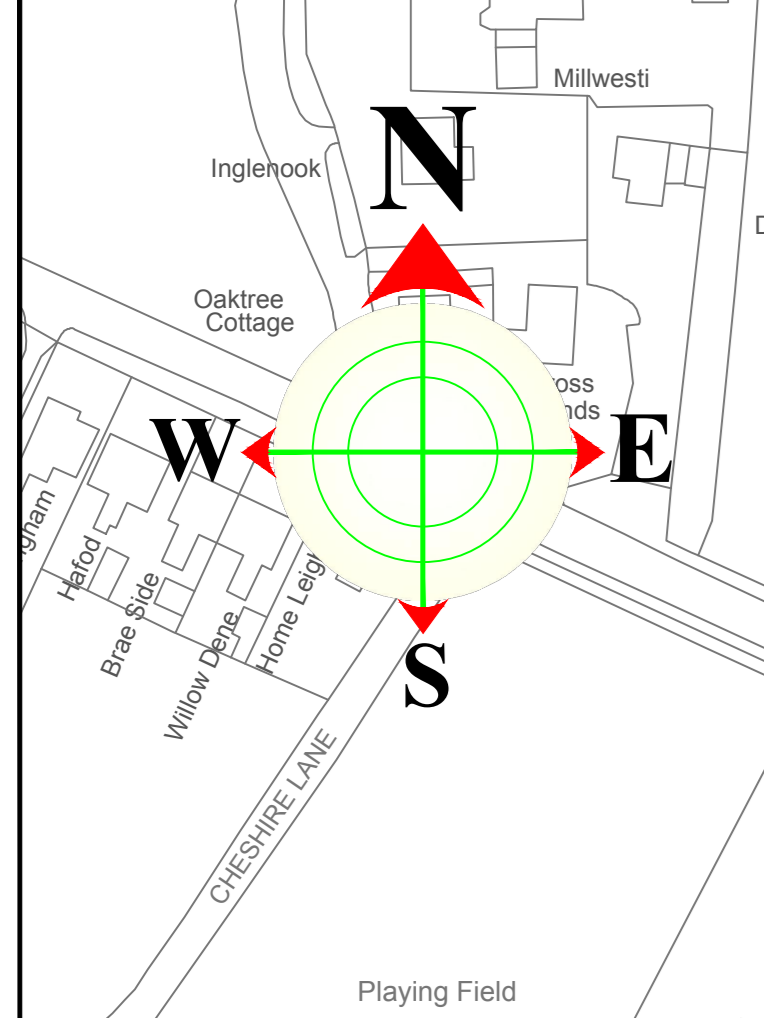 Millwesti
N
Inglenook
Oaktree
Cottage
W
E
Hafod
Brae Side
Willow Dene
Home Leigh
S
CHESHIRE LANE
Playing Field